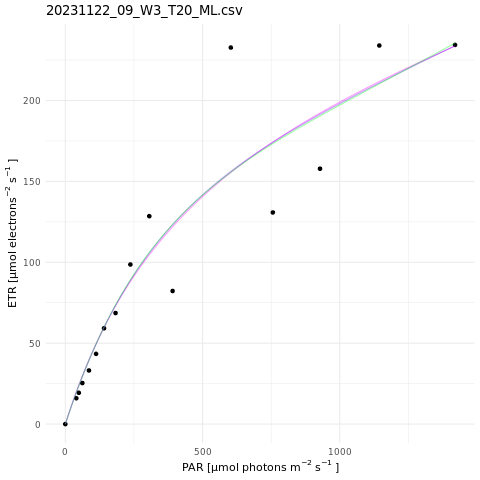 20231122_09_W3_T20_ML.csv
ETR [μmol electrons⁻² s⁻¹ ]
200
150
100
50
0
0 500 1000
PAR [μmol photons m⁻² s⁻¹ ]